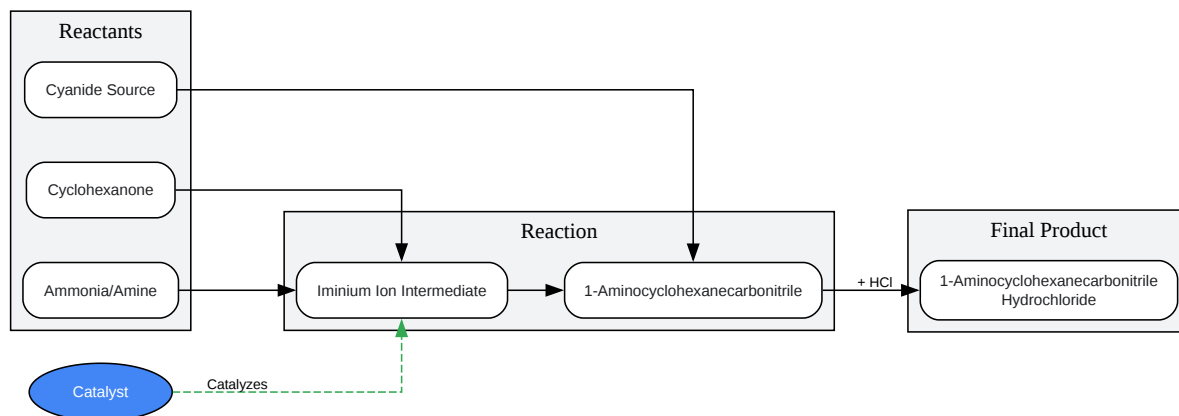 Reactants
Cyanide Source
Cyclohexanone
Ammonia/Amine
Reaction
Iminium Ion Intermediate
1-Aminocyclohexanecarbonitrile
+ HCl
Final Product
1-Aminocyclohexanecarbonitrile
Hydrochloride
Catalyst
Catalyzes